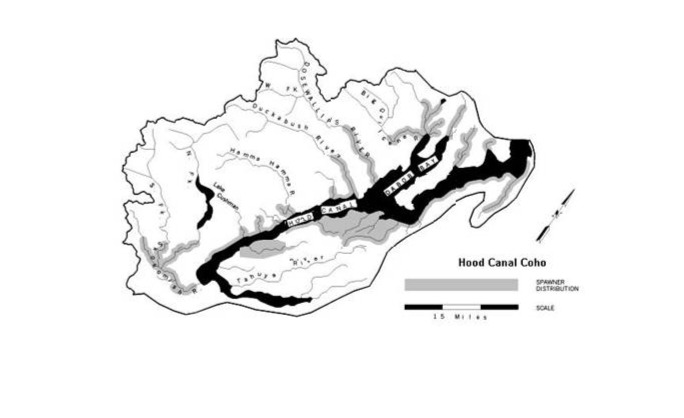 DOSEWALLIPS RIVER
W. FK
Duckabush River
Big Qu
Hamma Hamma R
N Fk
S Fk
Lake
Cushman
HOOD CANAL
DABOB BAY
Tahuya River
Skokomish R
Hood Canal Coho
SPAWNER
DISTRIBUTION
SCALE
15 Miles